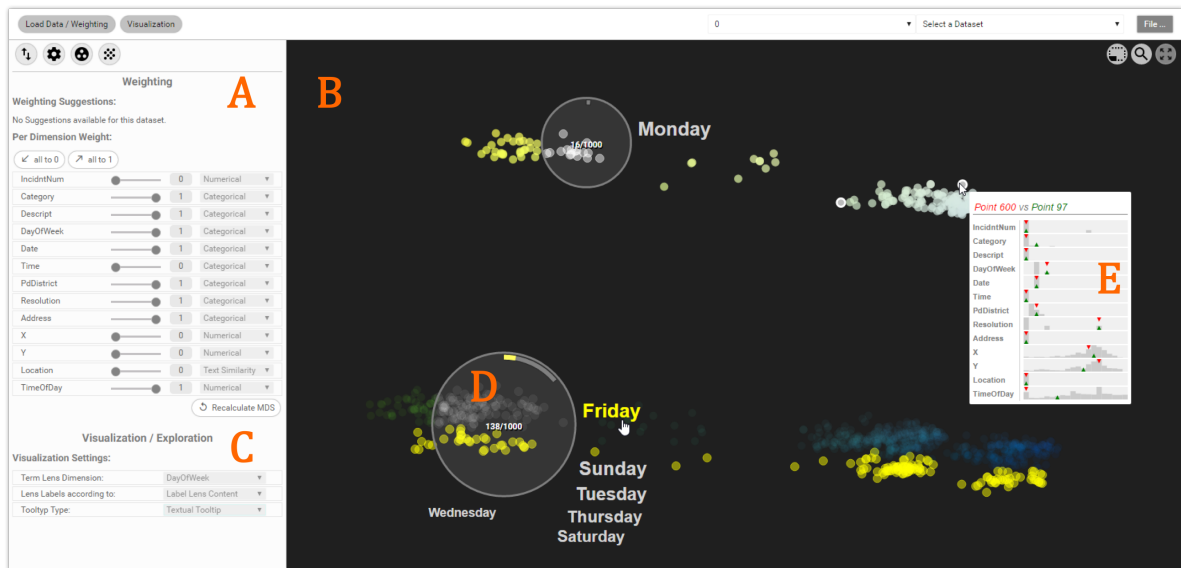 Load Data / Weighting Visualization 0 Select a Dataset File ...
A
B
Weighting
Weighting Suggestions:
No Suggestions available for this dataset.
Per Dimension Weight:
all to 0 all to 1
IncidntNum 0 Numerical
Category 1 Categorical
Descript 1 Categorical
DayOfWeek 1 Categorical
Date 1 Categorical
Time 0 Categorical
PdDistrict 1 Categorical
Resolution 1 Categorical
Address 1 Categorical
X 0 Numerical
Y 0 Numerical
Location 0 Text Similarity
TimeOfDay 1 Numerical
Recalculate MDS
Visualization / Exploration
C
Visualization Settings:
Term Lens Dimension: DayOfWeek
Lens Labels according to: Label Lens Content
Tooltyp Type: Textual Tooltip
Monday
16/1000
D
138/1000
Friday
Sunday
Tuesday
Wednesday
Thursday
Saturday
Point 600 vs Point 97
IncidntNum
Category
Descript
DayOfWeek
Date
Time
PdDistrict
Resolution
Address
X
Y
Location
TimeOfDay
E